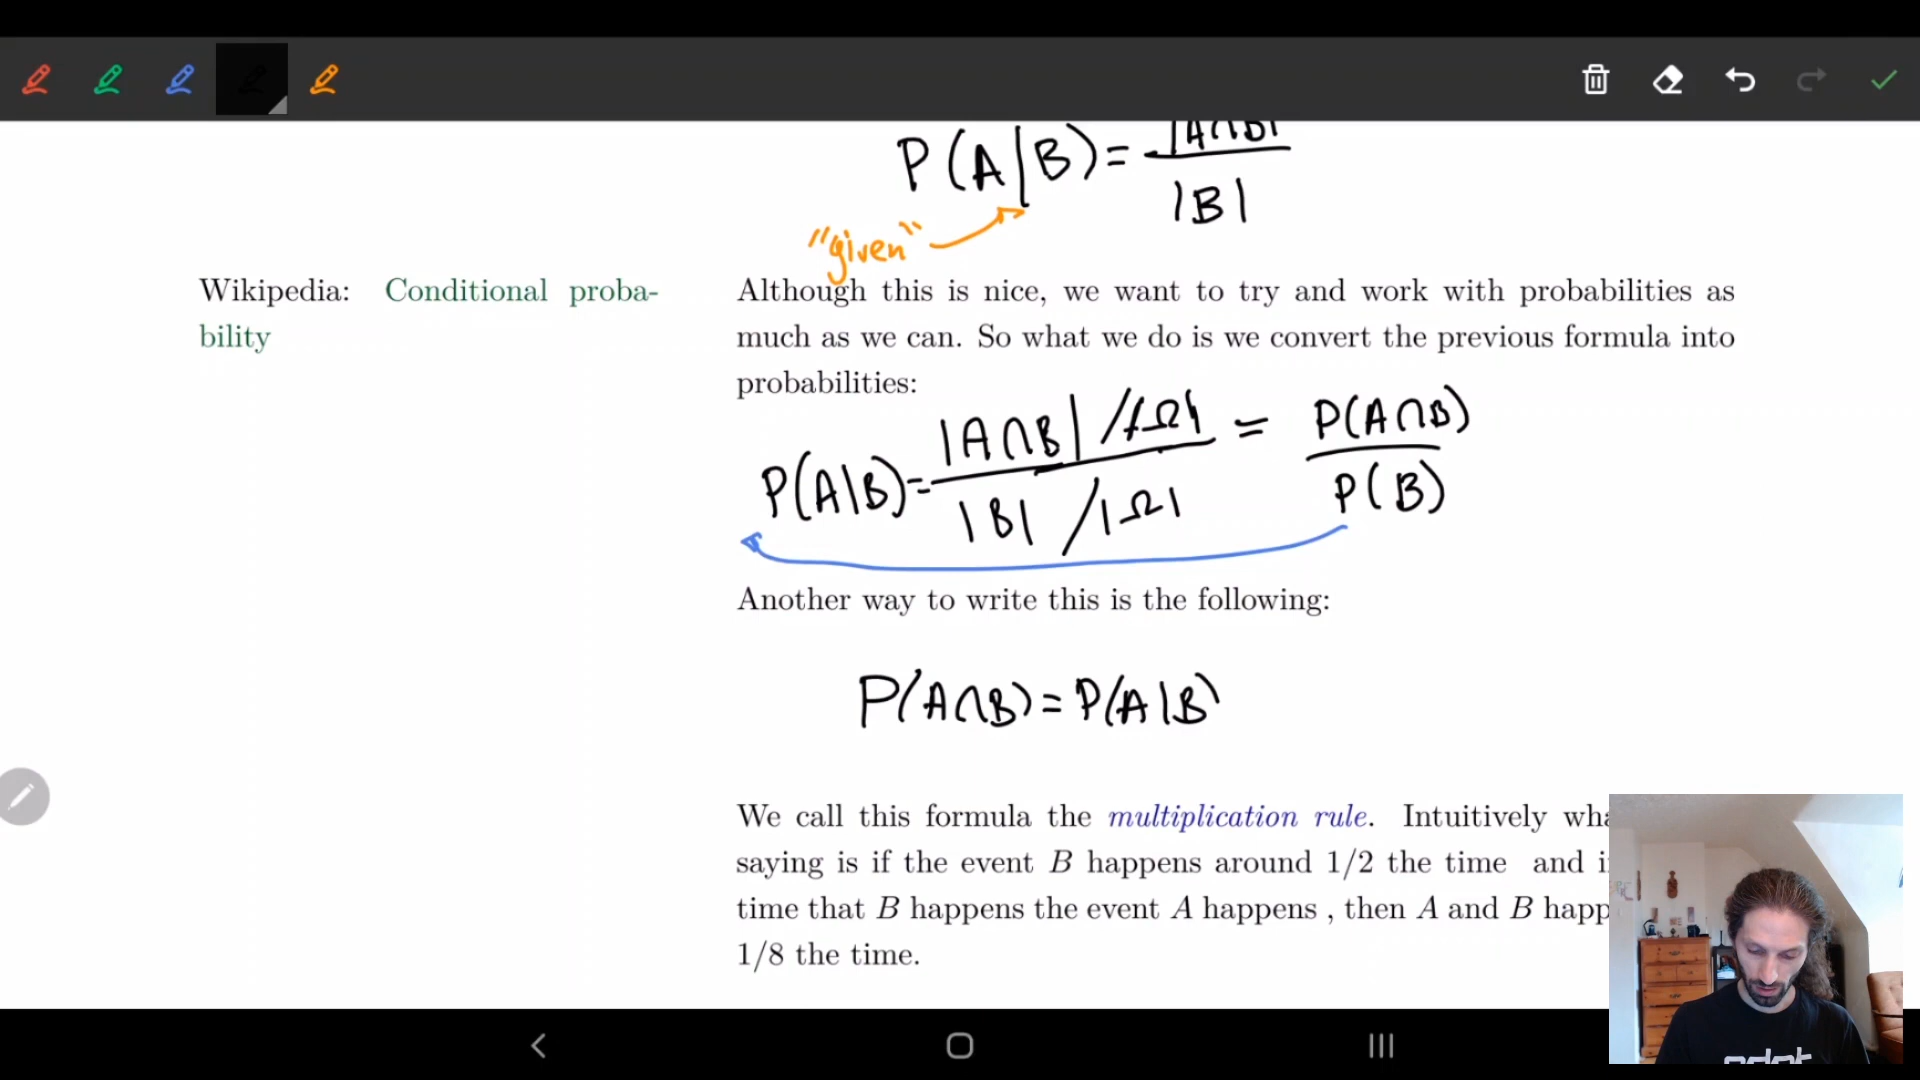 P(A|B)= |A∩B|
|B|
"given"
Wikipedia: Conditional proba-
bility
Although this is nice, we want to try and work with probabilities as
much as we can. So what we do is we convert the previous formula into
probabilities:
P(A|B)= |A∩B| /|Ω| = P(A∩B)
|B| /|Ω| P(B)
Another way to write this is the following:
P(A∩B)=P(A|B)
We call this formula the multiplication rule. Intuitively
saying is if the event B happens around 1/2 the time and
time that B happens the event A happens , then A and B
1/8 the time.